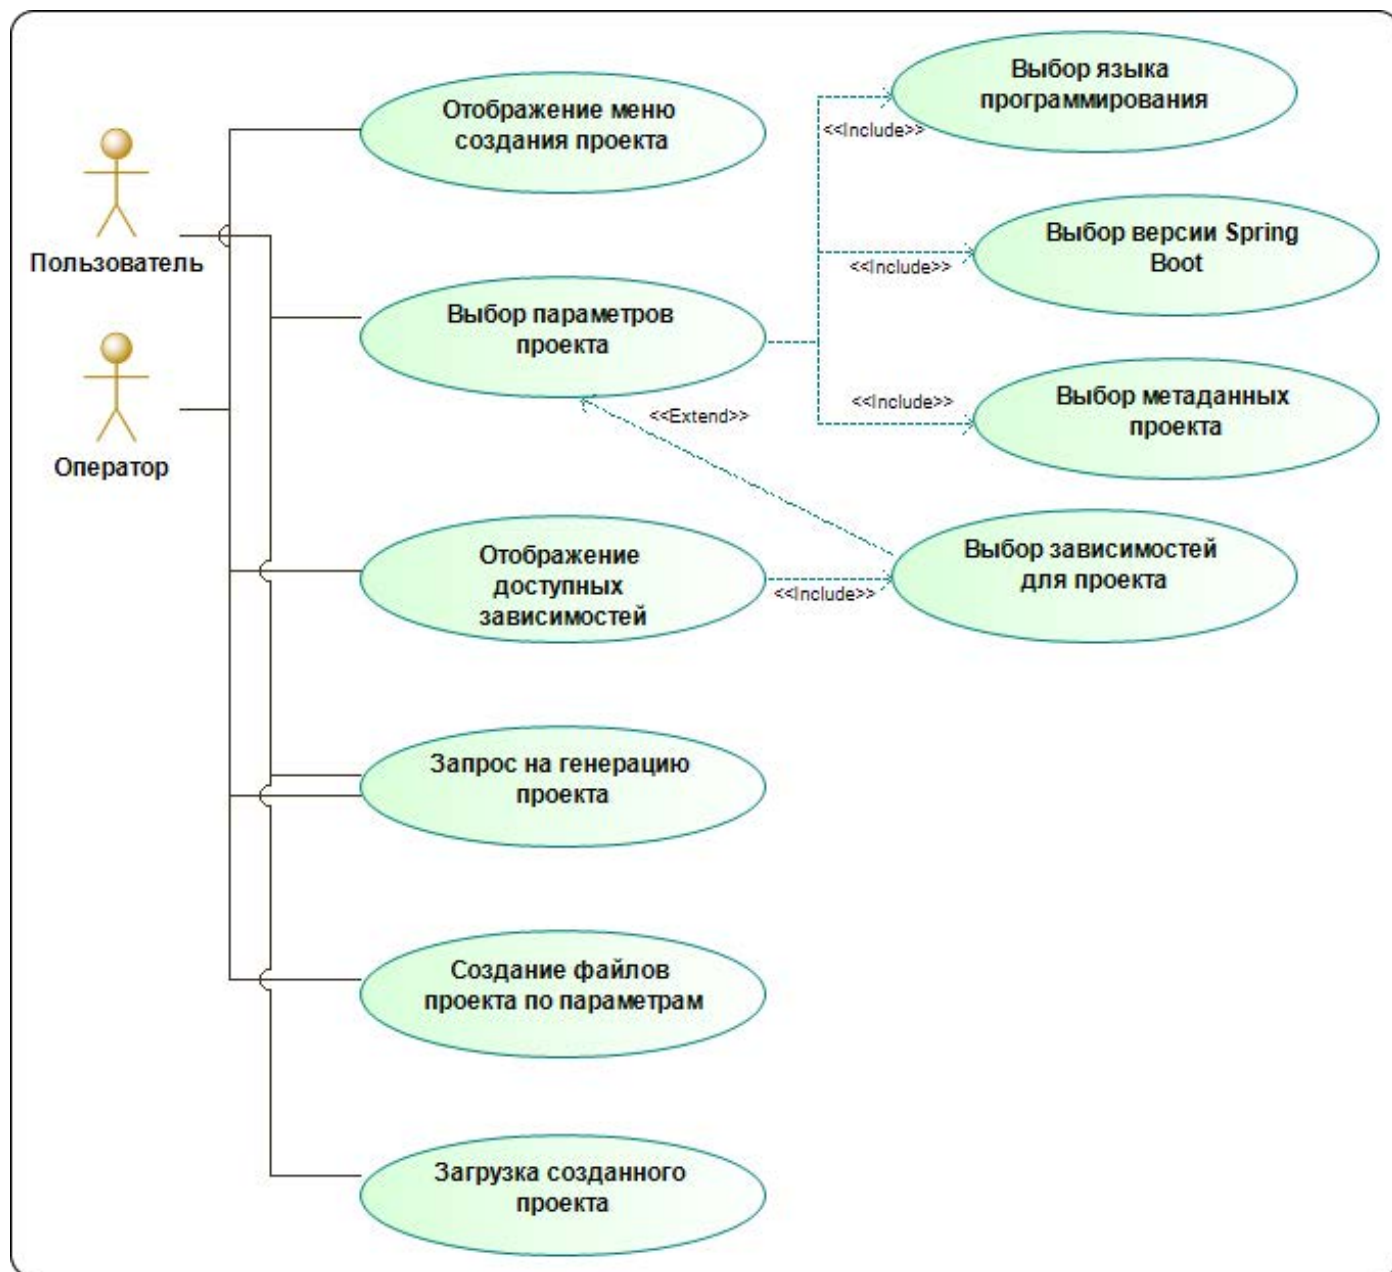 Отображение меню
создания проекта
Выбор языка
программирования
<<Include>>
Пользователь
Выбор версии Spring
Boot
<<Include>>
Выбор параметров
проекта
Выбор метаданных
проекта
<<Include>>
<<Extend>>
Оператор
Отображение
доступных
зависимостей
<<Include>>
Выбор зависимостей
для проекта
Запрос на генерацию
проекта
Создание файлов
проекта по параметрам
Загрузка созданного
проекта